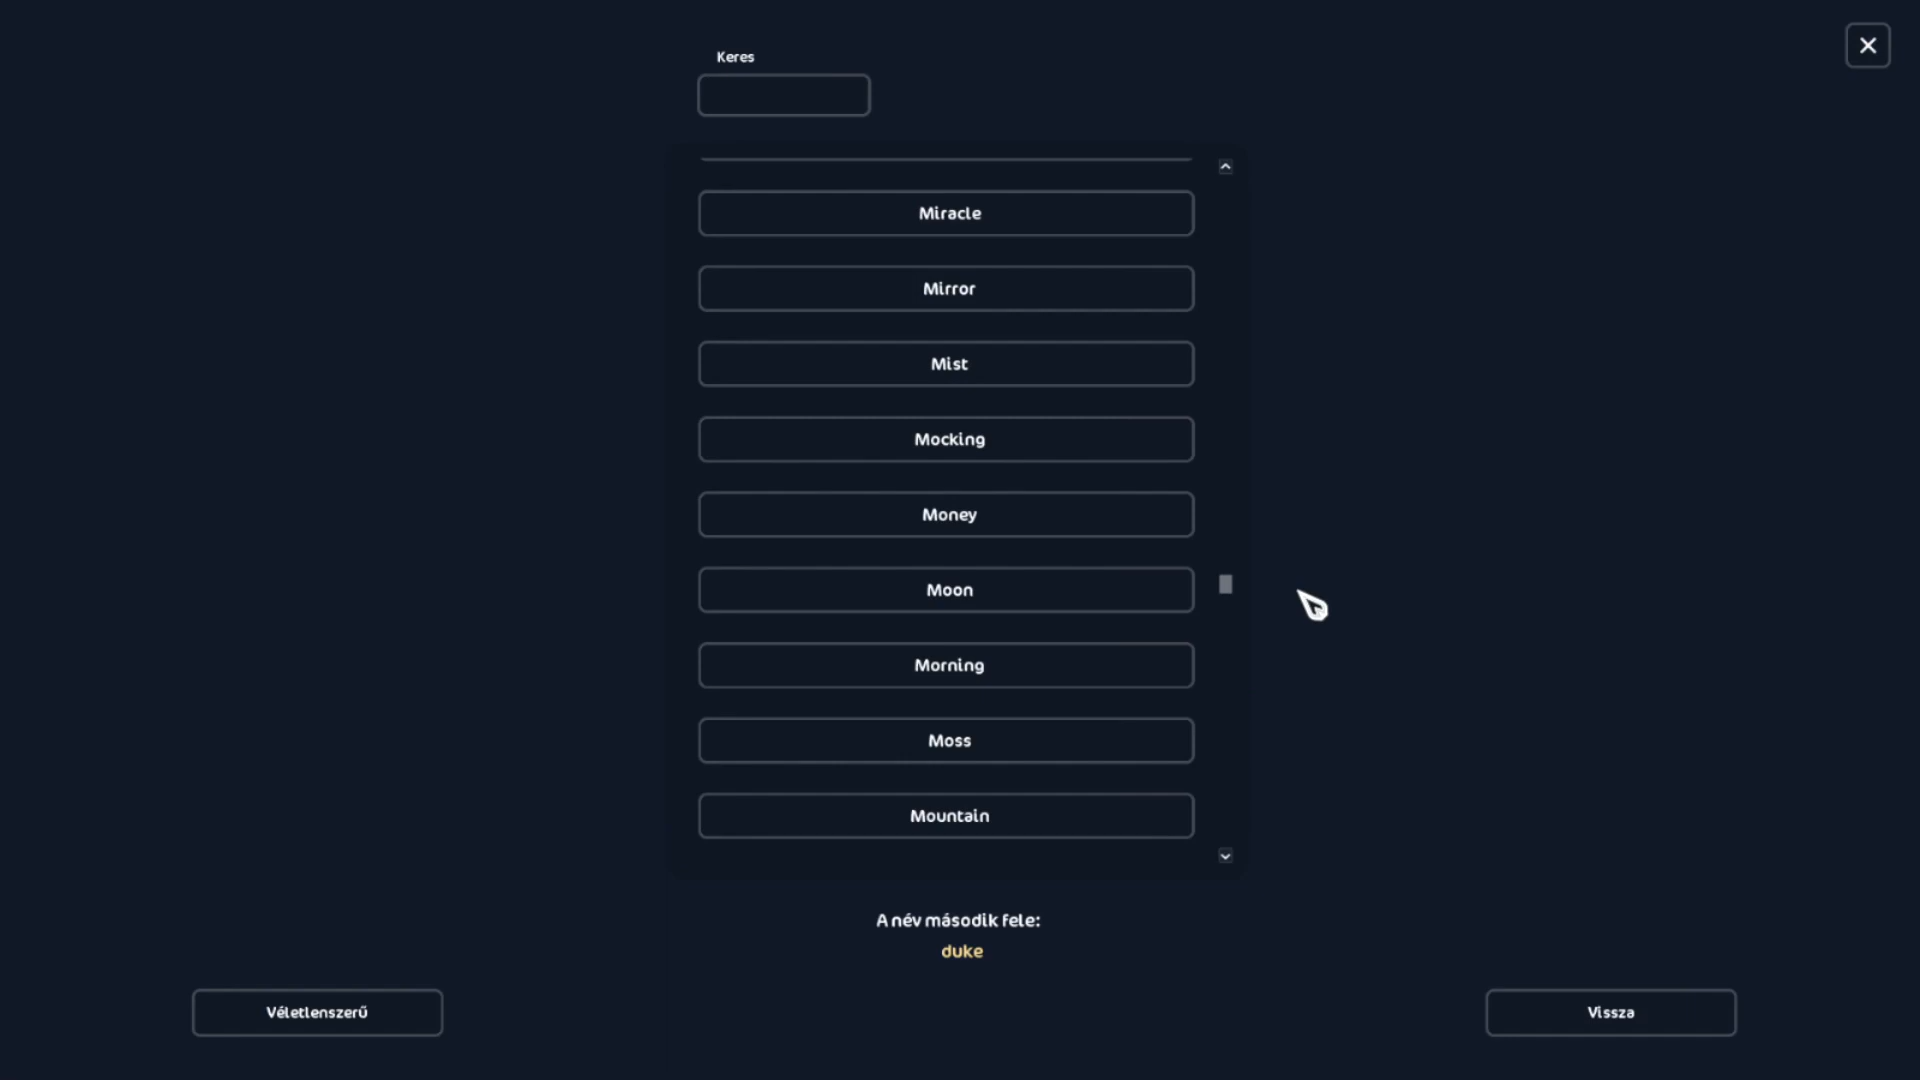 Keres
Miracle
Mirror
Mist
Mocking
Money
Moon
Morning
Moss
Mountain
A név második fele:
duke
Véletlenszerű
Vissza